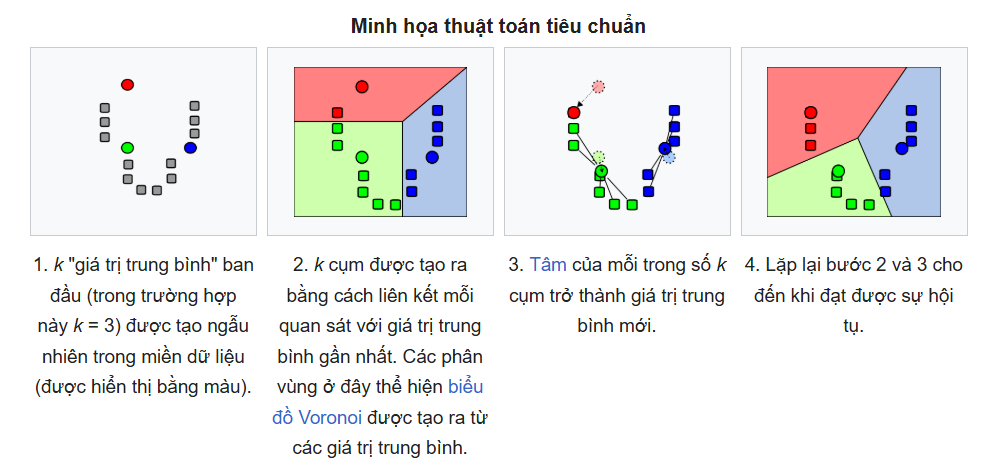 Minh họa thuật toán tiêu chuẩn
1. k "giá trị trung bình" ban
đầu (trong trường hợp
này k = 3) được tạo ngẫu
nhiên trong miền dữ liệu
(được hiển thị bằng màu).
2. k cụm được tạo ra
bằng cách liên kết mỗi
quan sát với giá trị trung
bình gần nhất. Các phân
vùng ở đây thể hiện biểu
đồ Voronoi được tạo ra từ
các giá trị trung bình.
3. Tâm của mỗi trong số k
cụm trở thành giá trị trung
bình mới.
4. Lặp lại bước 2 và 3 cho
đến khi đạt được sự hội
tụ.